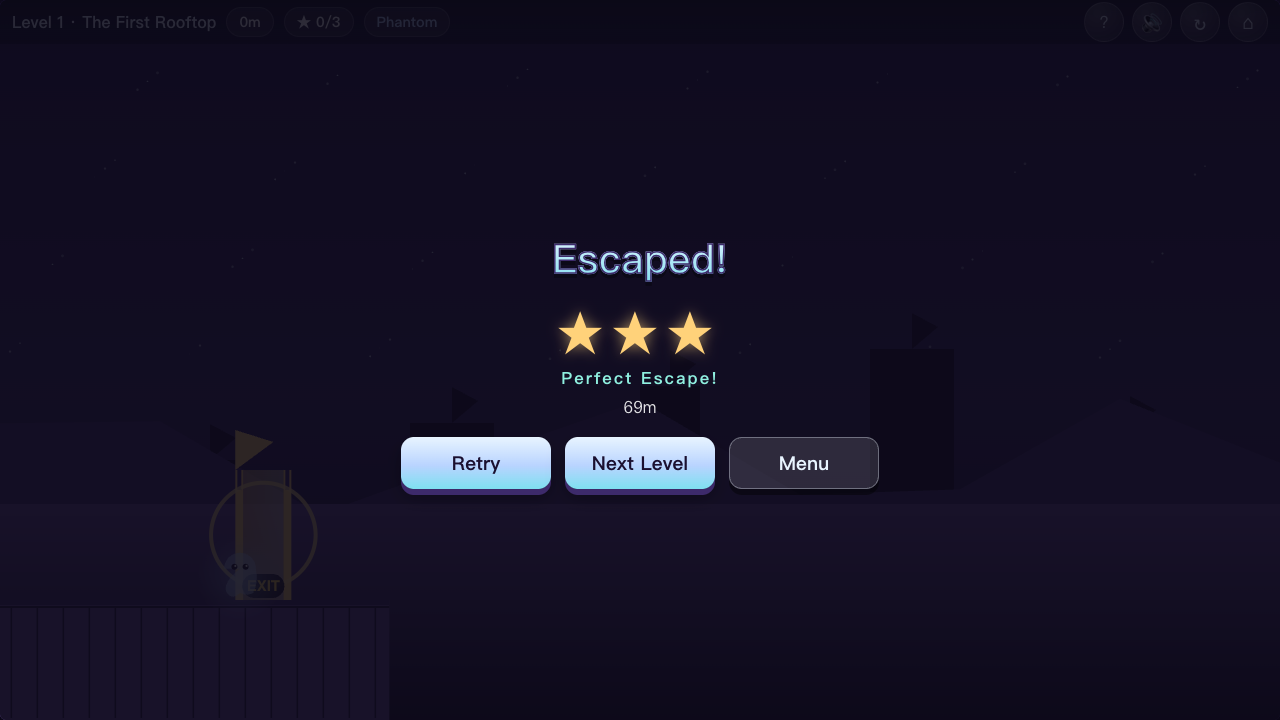 Level 1 · The First Rooftop 0m ★ 0/3 Phantom ? ↻ ⌂
Escaped!
Perfect Escape!
69m
Retry Next Level Menu
EXIT